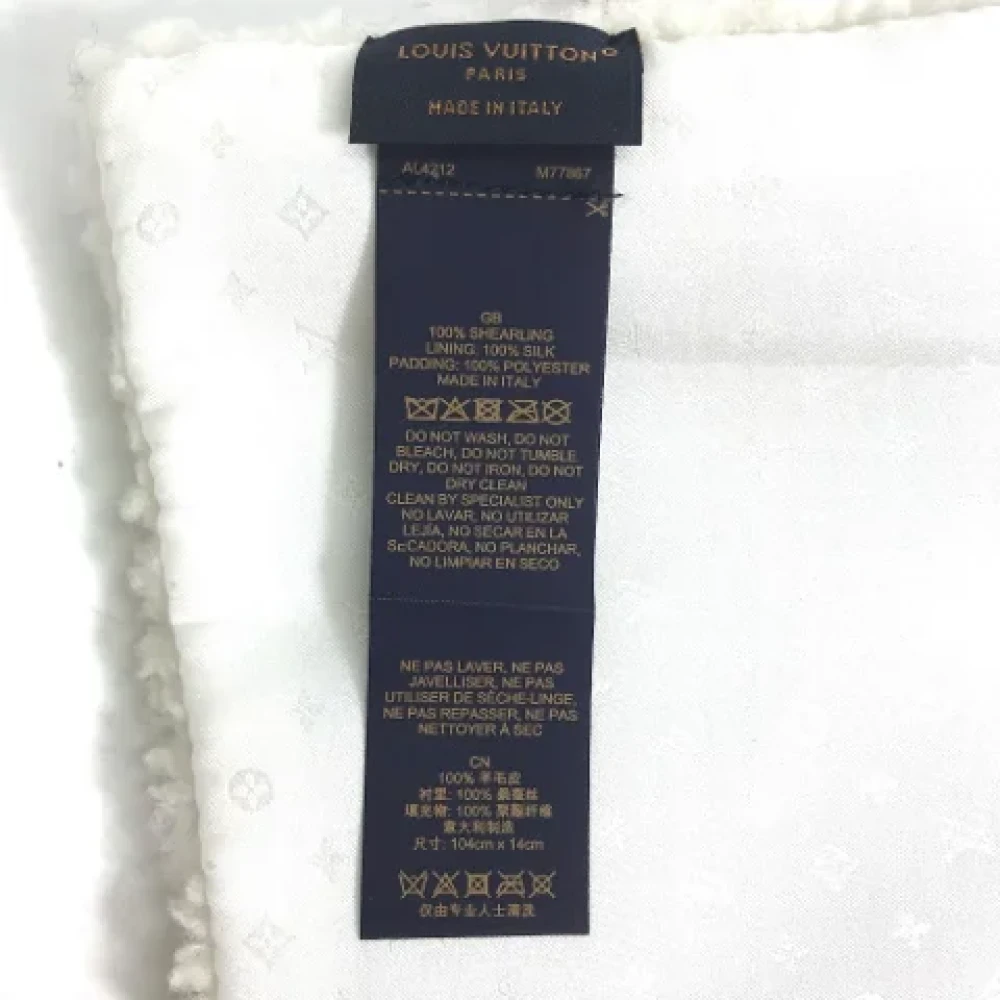 LOUIS VUITTON
PARIS
MADE IN ITALY
AL4212 M77867
GB
100% SHEARLING
LINING: 100% SILK
PADDING: 100% POLYESTER
MADE IN ITALY
DO NOT WASH, DO NOT
BLEACH, DO NOT TUMBLE
DRY, DO NOT IRON, DO NOT
DRY CLEAN
CLEAN BY SPECIALIST ONLY
NO LAVAR, NO UTILIZAR
LEJÍA, NO SECAR EN LA
SECADORA, NO PLANCHAR,
NO LIMPIAR EN SECO
NE PAS LAVER, NE PAS
JAVELLISER, NE PAS
UTILISER DE SÈCHE-LINGE,
NE PAS REPASSER, NE PAS
NETTOYER À SEC
CN
100% 羊毛皮
衬里: 100% 桑蚕丝
填充物: 100% 聚酯纤维
意大利制造
尺寸: 104cm x 14cm
仅由专业人士清洗